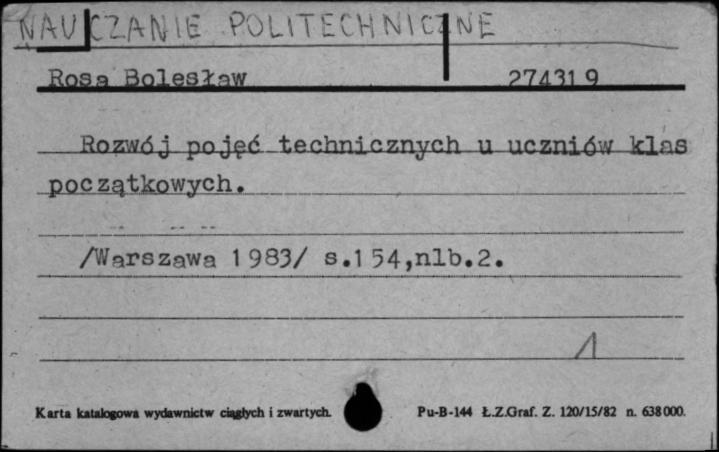 NAUCZANIE POLITECHNICZNE
Rosa Bolesław 274319
Rozwój pojęć technicznych u uczniów klas
początkowych.
/Warszawa 1983/ s.154,nlb.2.
1
Karta katalogowa wydawnictw ciągłych i zwartych. Pu-B-144 Ł.Z.Graf. Z. 120/15/82 n. 638000.